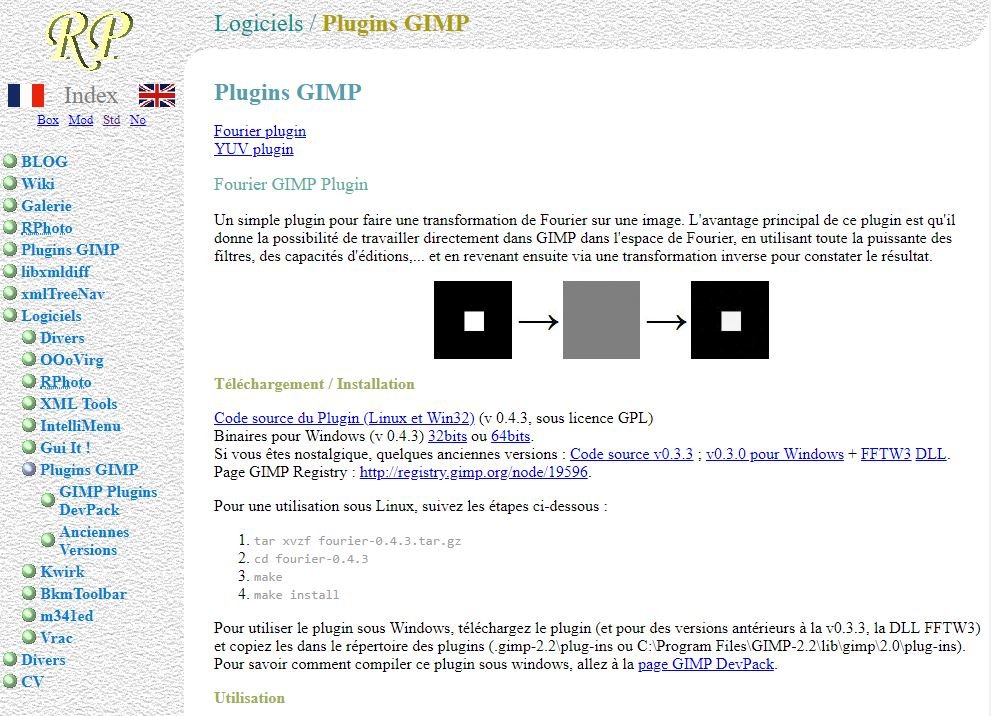 RP
Logiciels / Plugins GIMP
Index
Box Mod Std No
BLOG
Wiki
Galerie
RPhoto
Plugins GIMP
libxmldiff
xmlTreeNav
Logiciels
Divers
OOoVirg
RPhoto
XML Tools
IntelliMenu
Gui It !
Plugins GIMP
GIMP Plugins
DevPack
Anciennes
Versions
Kwirk
BkmToolbar
m341ed
Vrac
Divers
CV
Plugins GIMP
Fourier plugin
YUV plugin
Fourier GIMP Plugin
Un simple plugin pour faire une transformation de Fourier sur une image. L'avantage principal de ce plugin est qu'il
donne la possibilité de travailler directement dans GIMP dans l'espace de Fourier, en utilisant toute la puissance des
filtres, des capacités d'éditions,... et en revenant ensuite via une transformation inverse pour constater le résultat.
Téléchargement / Installation
Code source du Plugin (Linux et Win32) (v 0.4.3, sous licence GPL)
Binaires pour Windows (v 0.4.3) 32bits ou 64bits.
Si vous êtes nostalgique, quelques anciennes versions : Code source v0.3.3 ; v0.3.0 pour Windows + FFTW3 DLL.
Page GIMP Registry : http://registry.gimp.org/node/19596.
Pour une utilisation sous Linux, suivez les étapes ci-dessous :
1. tar xvzf fourier-0.4.3.tar.gz
2. cd fourier-0.4.3
3. make
4. make install
Pour utiliser le plugin sous Windows, téléchargez le plugin (et pour des versions antérieurs à la v0.3.3, la DLL FFTW3)
et copiez les dans le répertoire des plugins (.gimp-2.2\plug-ins ou C:\Program Files\GIMP-2.2\lib\gimp\2.0\plug-ins).
Pour savoir comment compiler ce plugin sous windows, allez à la page GIMP DevPack.
Utilisation